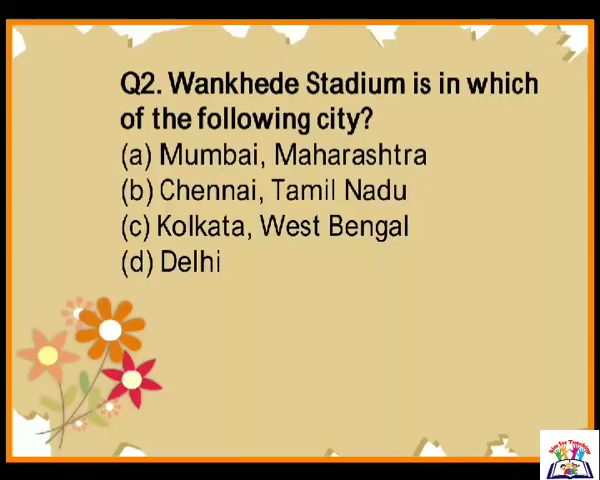 Q2. Wankhede Stadium is in which
of the following city?
(a) Mumbai, Maharashtra
(b) Chennai, Tamil Nadu
(c) Kolkata, West Bengal
(d) Delhi